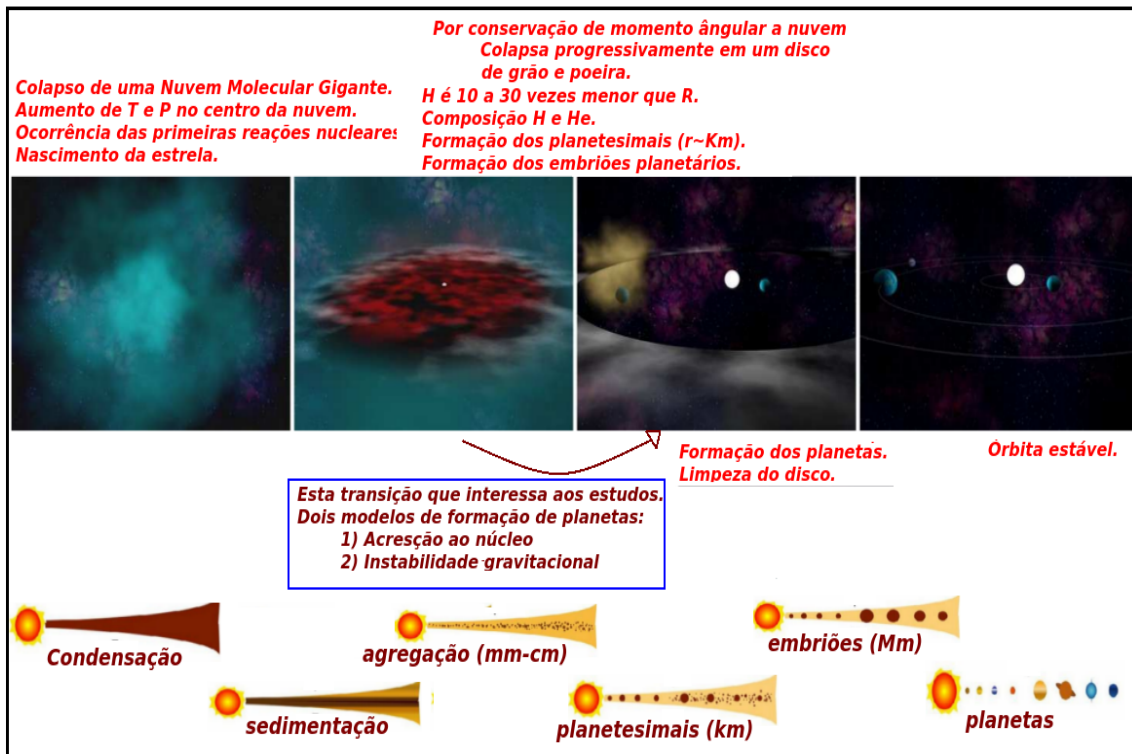 Por conservação de momento ângular a nuvem
Colapsa progressivamente em um disco
de grão e poeira.
Colapso de uma Nuvem Molecular Gigante.
Aumento de T e P no centro da nuvem.
Ocorrência das primeiras reações nucleares
Nascimento da estrela.
H é 10 a 30 vezes menor que R.
Composição H e He.
Formação dos planetesimais (r~Km).
Formação dos embriões planetários.
Formação dos planetas.
Limpeza do disco.
Órbita estável.
Esta transição que interessa aos estudos.
Dois modelos de formação de planetas:
1) Acresção ao núcleo
2) Instabilidade gravitacional
Condensação
agregação (mm-cm)
embriões (Mm)
sedimentação
planetesimais (km)
planetas